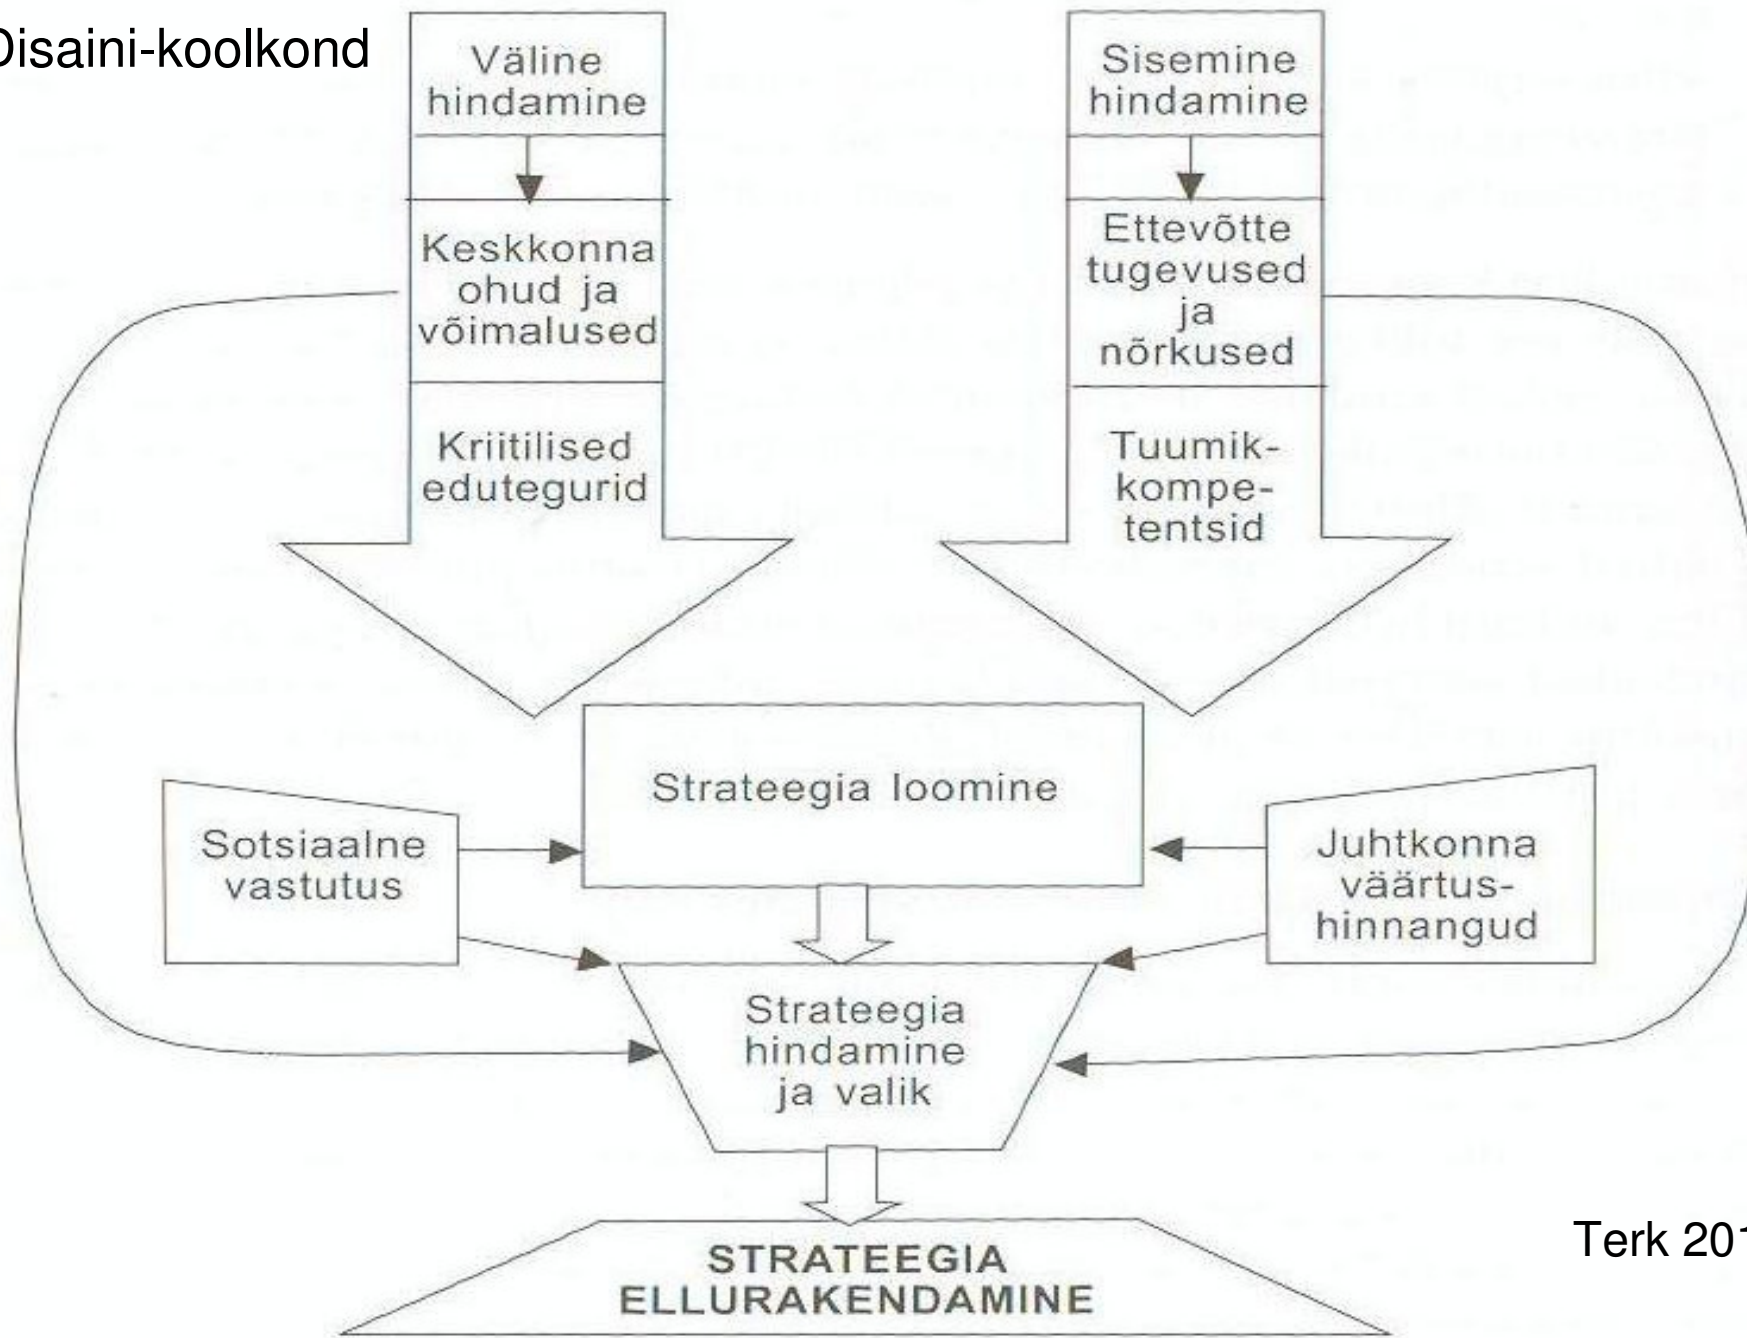 Disaini-koolkond
Väline
hindamine
Keskkonna
ohud ja
võimalused
Kriitilised
edutegurid
Sisemine
hindamine
Ettevõtte
tugevused
ja
nõrkused
Tuumik-
kompe-
tentsid
Strateegia loomine
Sotsiaalne
vastutus
Juhtkonna
väärtus-
hinnangud
Strateegia
hindamine
ja valik
STRATEEGIA
ELLURAKENDAMINE
Terk